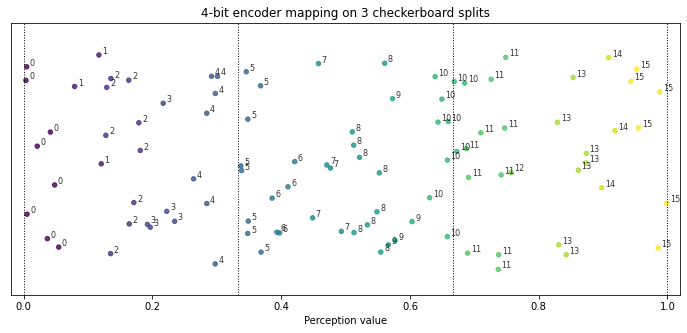 4-bit encoder mapping on 3 checkerboard splits
1 11 14
0 4 4 5 7 8 10 10 10 11 13 15
0 1 2 2 2 15 15
3 4 4 5 8 10
2 2 5 8 10 10 11 11 13 14 15
0 0 8 10 11 13
1 2 5 5 6 7 7 8 10 11 13 13
0 4 6 8 11 11 12 14
2 4 6 10 15
0 3 8
2 3 3 3 5 7 8 9
0 5 6 6 7 8 10
0 9 9 13 15
2 4 5 8 11 11 13
11
0.0 0.2 0.4 0.6 0.8 1.0
Perception value